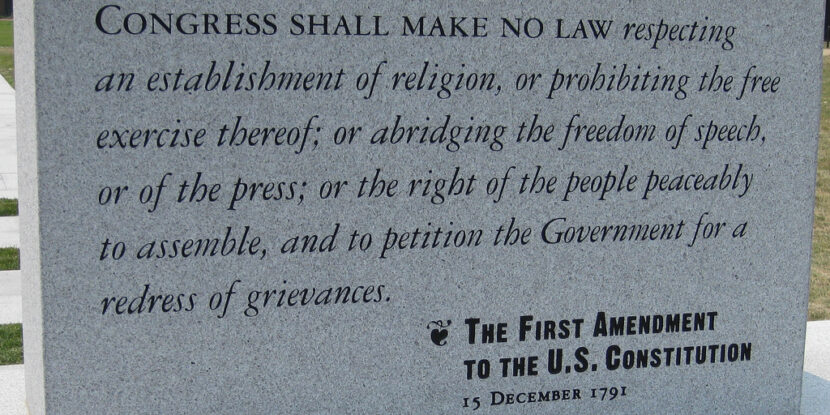 CONGRESS SHALL MAKE NO LAW respecting
an establishment of religion, or prohibiting the free
exercise thereof; or abridging the freedom of speech,
or of the press; or the right of the people peaceably
to assemble, and to petition the Government for a
redress of grievances.
THE FIRST AMENDMENT
TO THE U.S. CONSTITUTION
15 DECEMBER 1791